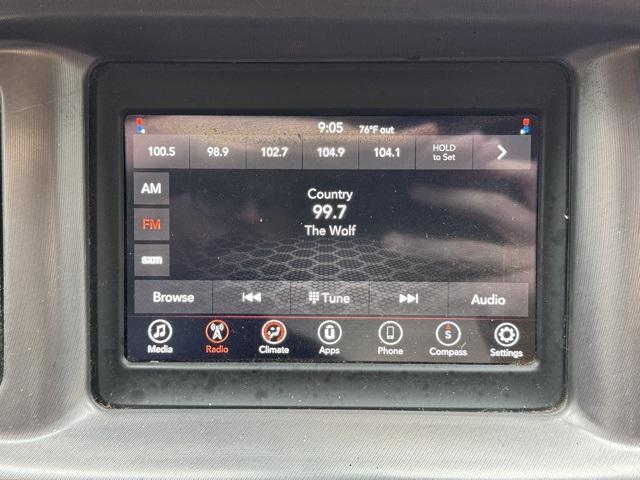 9:05 76°F out
100.5 98.9 102.7 104.9 104.1 HOLD to Set
AM
Country
99.7
FM
The Wolf
sxm
Browse Tune Audio
Media Radio Climate Apps Phone S Compass Settings